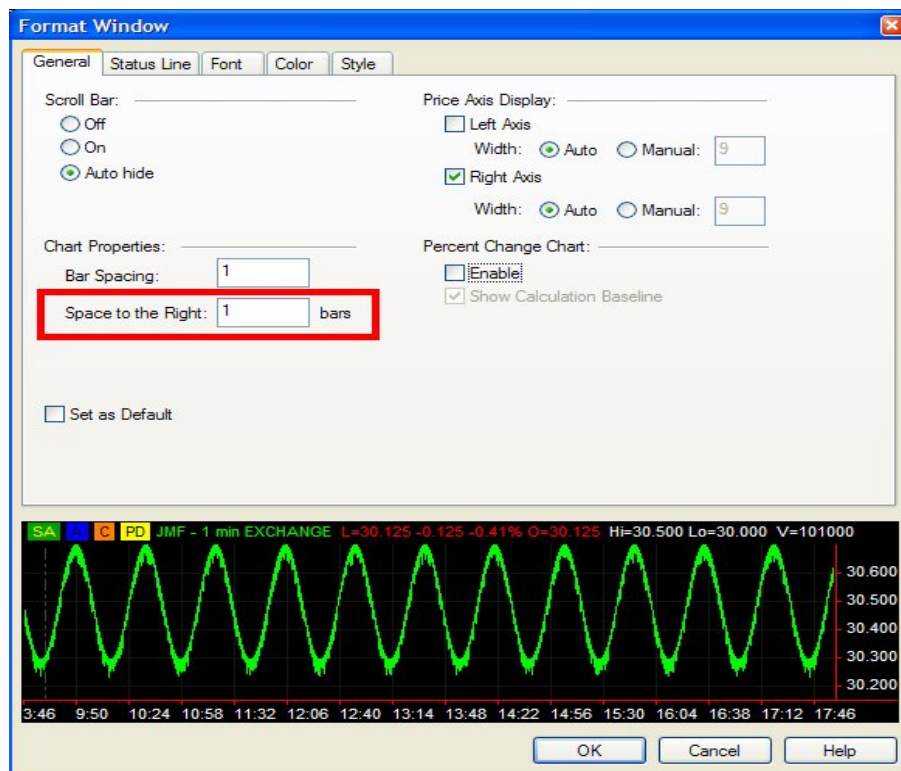 Format Window
General Status Line Font Color Style
Scroll Bar:
Off
On
Auto hide
Price Axis Display:
Left Axis
Width: Auto Manual: 9
Right Axis
Width: Auto Manual: 9
Chart Properties:
Bar Spacing: 1
Space to the Right: 1 bars
Percent Change Chart:
Enable
Show Calculation Baseline
Set as Default
SA A C PD JMF - 1 min EXCHANGE L=30.125 -0.125 -0.41% O=30.125 Hi=30.500 Lo=30.000 V=101000
30.600
30.500
30.400
30.300
30.200
3:46 9:50 10:24 10:58 11:32 12:06 12:40 13:14 13:48 14:22 14:56 15:30 16:04 16:38 17:12 17:46
OK Cancel Help